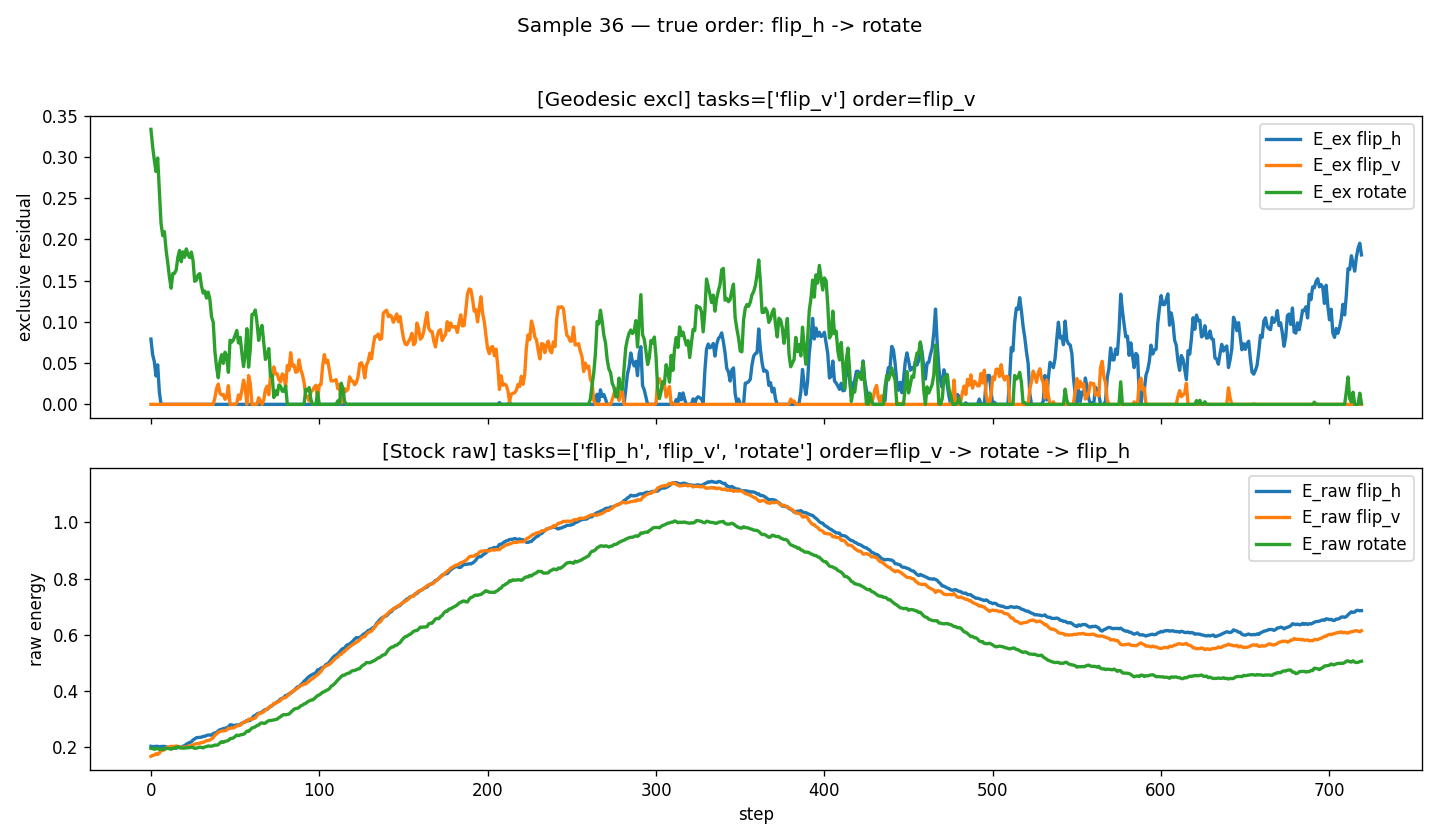 Sample 36 — true order: flip_h -> rotate
[Geodesic excl] tasks=['flip_v'] order=flip_v
exclusive residual
0.35
0.30
0.25
0.20
0.15
0.10
0.05
0.00
E_ex flip_h
E_ex flip_v
E_ex rotate
[Stock raw] tasks=['flip_h', 'flip_v', 'rotate'] order=flip_v -> rotate -> flip_h
raw energy
1.0
0.8
0.6
0.4
0.2
E_raw flip_h
E_raw flip_v
E_raw rotate
0 100 200 300 400 500 600 700
step